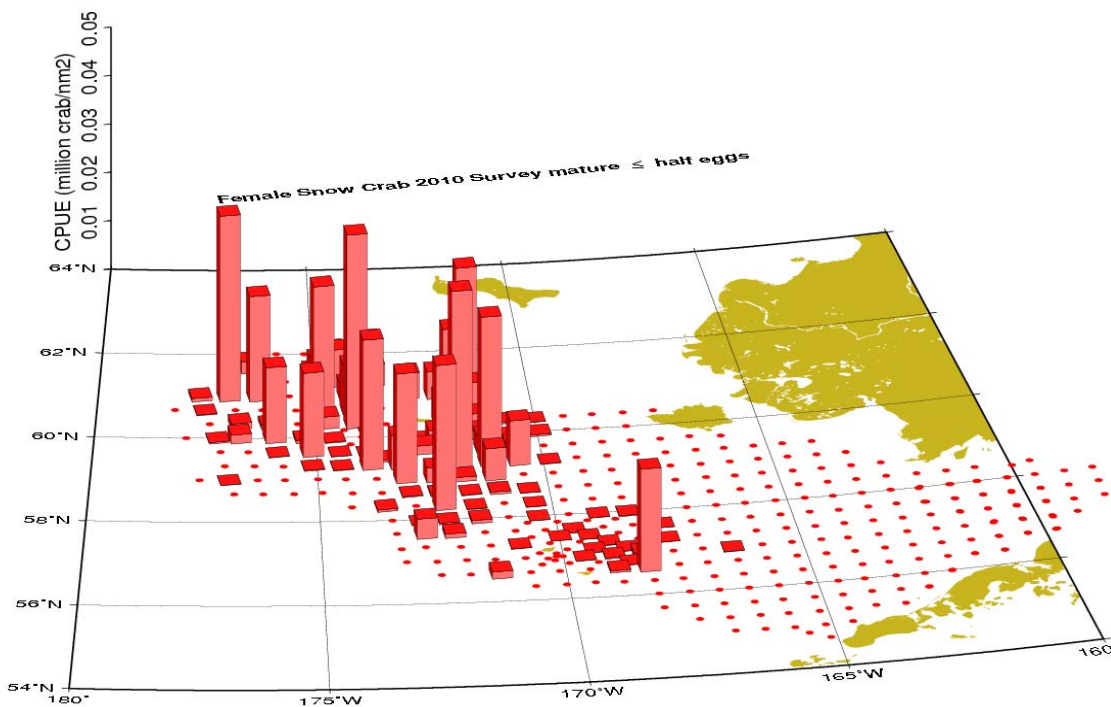 0.05
0.04
0.03
0.02
0.01
CPUE (million crab/nm2)
Female Snow Crab 2010 Survey mature ≤ half eggs
64°N
62°N
60°N
58°N
56°N
54°N
180°
175°W
170°W
165°W
160°